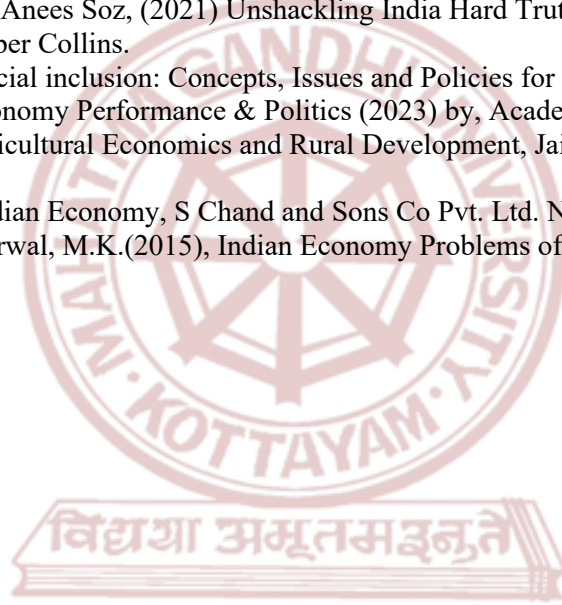 Anees Soz, (2021) Unshackling India Hard Trut
per Collins.
cial inclusion: Concepts, Issues and Policies for
onomy Performance & Politics (2023) by, Acade
icultural Economics and Rural Development, Jai
dian Economy, S Chand and Sons Co Pvt. Ltd. N
rwal, M.K.(2015), Indian Economy Problems of
MAHATMA GANDHI UNIVERSITY
KOTTAYAM
विद्यया अमृतमश्नुते